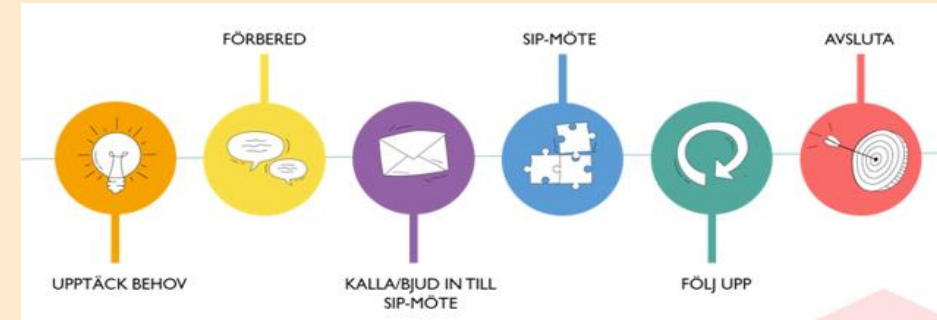 FÖRBERED
SIP-MÖTE
AVSLUTA
UPPTÄCK BEHOV
KALLA/BJUD IN TILL
SIP-MÖTE
FÖLJ UPP